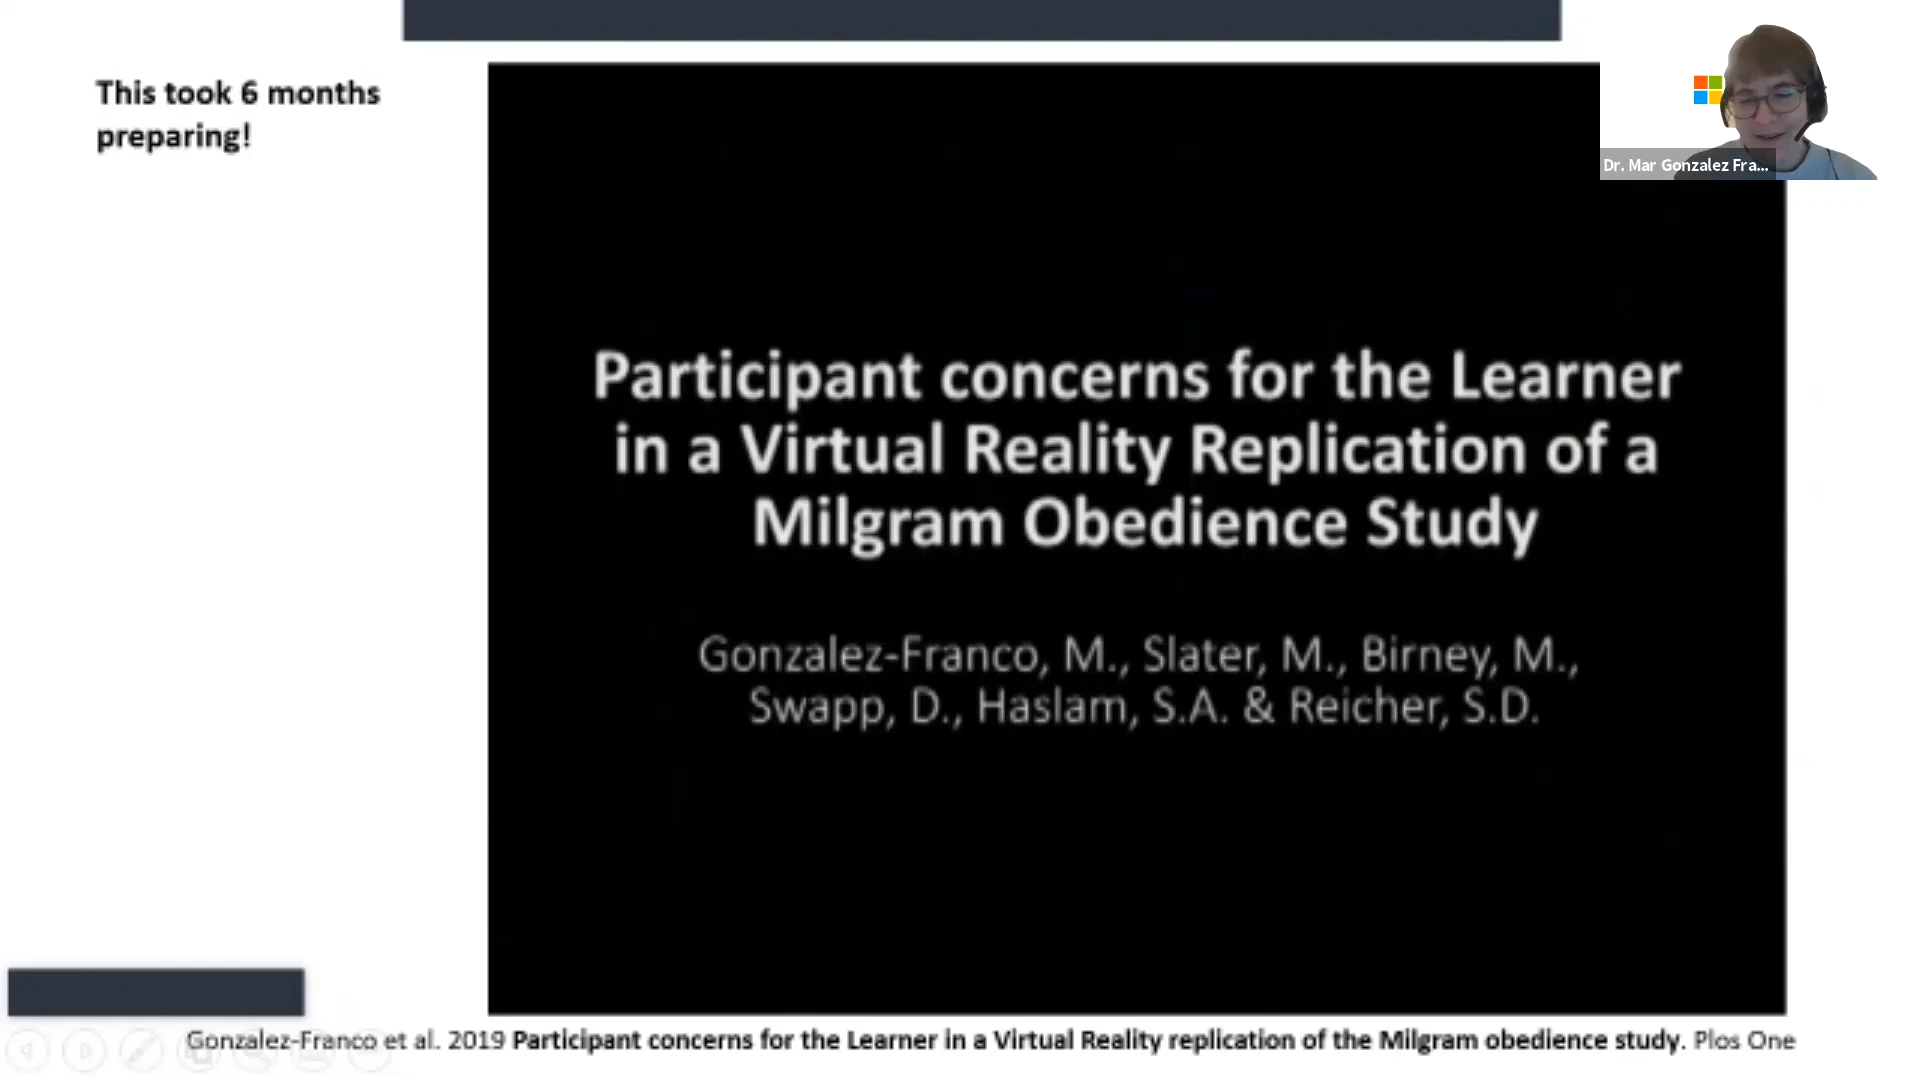 This took 6 months
preparing!
Dr. Mar Gonzalez Fra...
Participant concerns for the Learner
in a Virtual Reality Replication of a
Milgram Obedience Study
Gonzalez-Franco, M., Slater, M., Birney, M.,
Swapp, D., Haslam, S.A. & Reicher, S.D.
Gonzalez-Franco et al. 2019 Participant concerns for the Learner in a Virtual Reality replication of the Milgram obedience study. Plos One